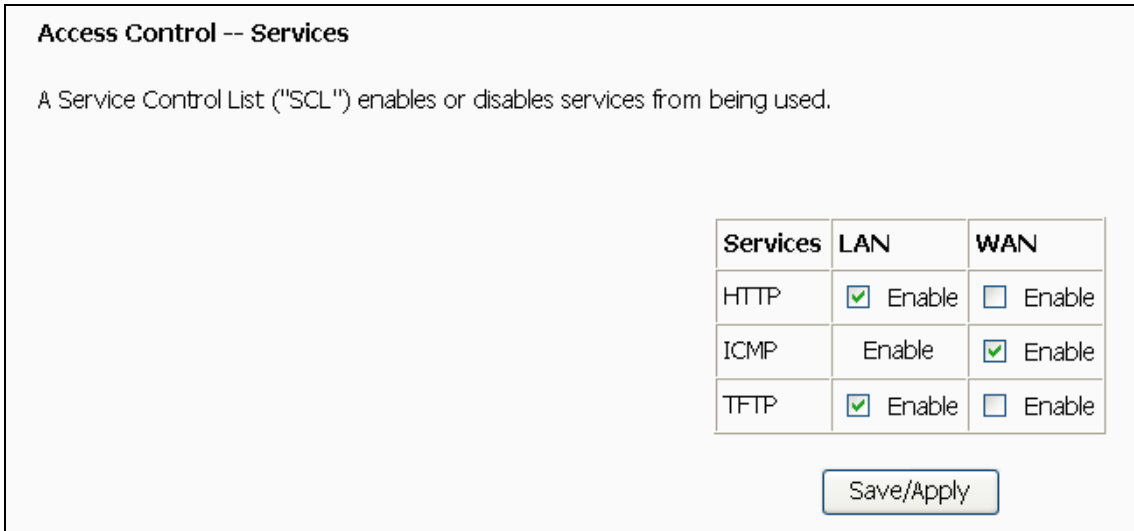 Access Control -- Services
A Service Control List ("SCL") enables or disables services from being used.
Services LAN WAN
HTTP Enable Enable
ICMP Enable Enable
TFTP Enable Enable
Save/Apply